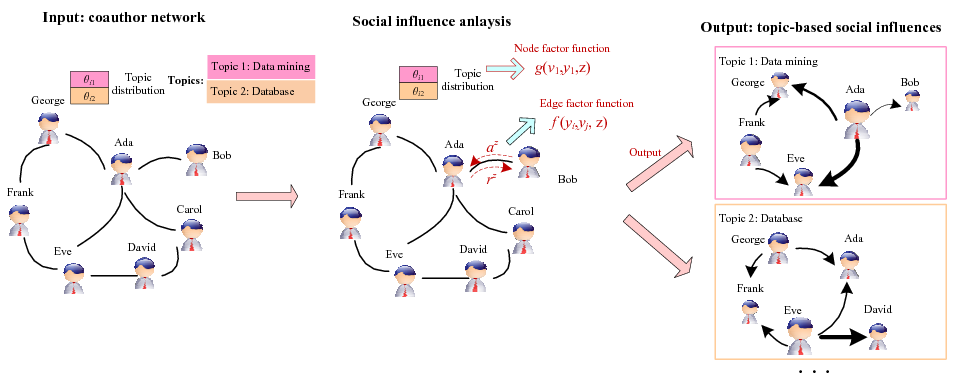 Input: coauthor network
Topics:
Topic 1: Data mining
Topic 2: Database
θi1
θi2
Topic
distribution
George
Ada
Bob
Frank
Carol
Eve
David
Social influence anlaysis
θi1
θi2
Topic
distribution
Node factor function
g(v1,y1,z)
Edge factor function
f (yi,yj, z)
George
Ada
az
rz
Bob
Frank
Carol
Eve
David
Output
Output: topic-based social influences
Topic 1: Data mining
George
Ada
Bob
Frank
Eve
Topic 2: Database
George
Ada
Frank
Eve
David
. . .